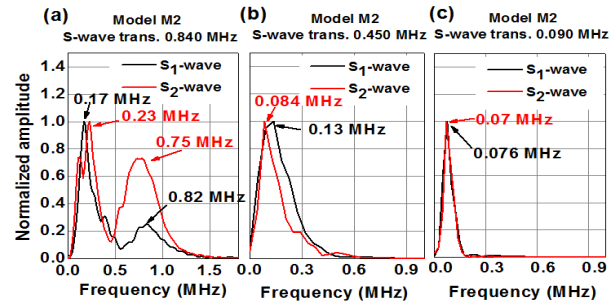 (a) Model M2
S-wave trans. 0.840 MHz
(b) Model M2
S-wave trans. 0.450 MHz
(c) Model M2
S-wave trans. 0.090 MHz
Normalized amplitude
1.4
1.2
1.0
0.8
0.6
0.4
0.2
0.0
S1-wave
S2-wave
0.17 MHz
0.23 MHz
0.75 MHz
0.82 MHz
0.0 0.5 1.0 1.5
Frequency (MHz)
S1-wave
S2-wave
0.084 MHz
0.13 MHz
0.0 0.3 0.6 0.9
Frequency (MHz)
S1-wave
S2-wave
0.07 MHz
0.076 MHz
0.0 0.3 0.6 0.9
Frequency (MHz)